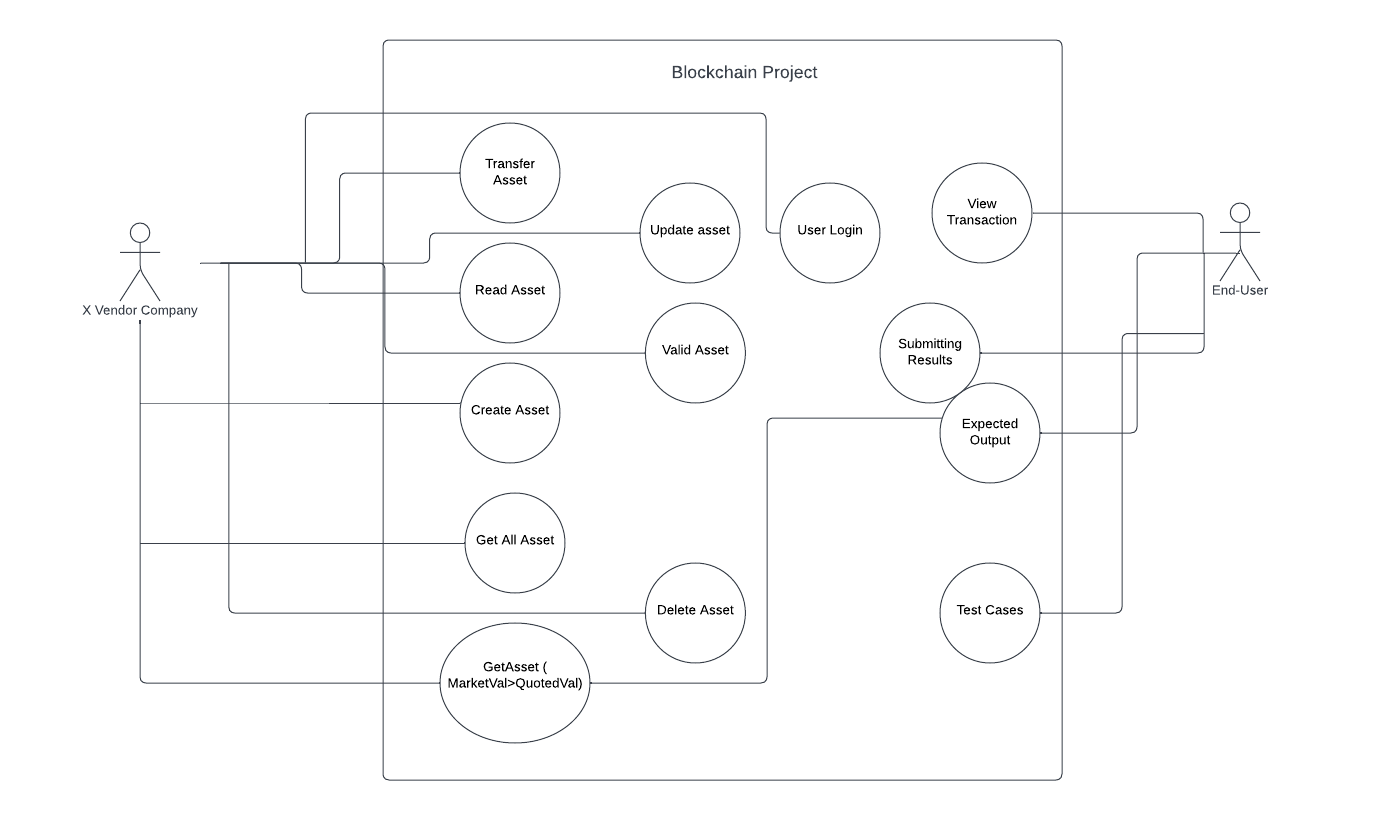 Blockchain Project
Transfer
Asset
Update asset
User Login
View
Transaction
Read Asset
X Vendor Company
End-User
Valid Asset
Submitting
Results
Create Asset
Expected
Output
Get All Asset
Delete Asset
Test Cases
GetAsset (
MarketVal>QuotedVal)